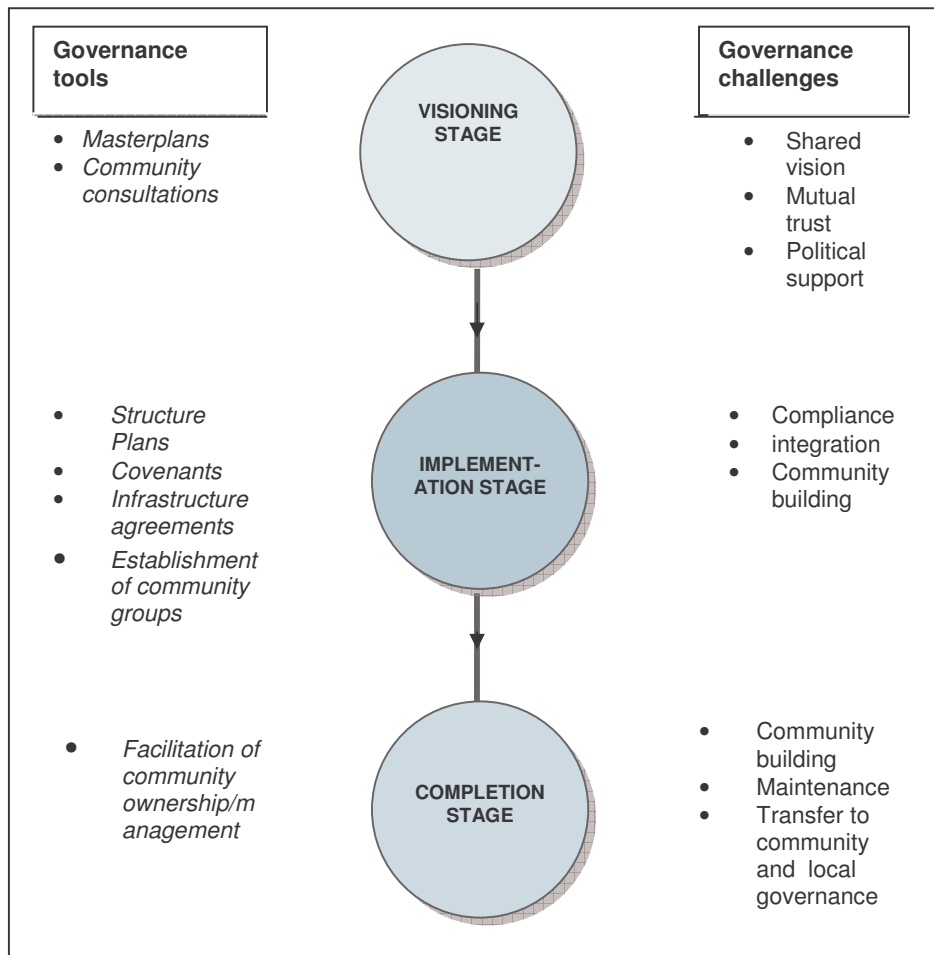 Governance
tools
• Masterplans
• Community
consultations
VISIONING
STAGE
Governance
challenges
• Shared
vision
• Mutual
trust
• Political
support
• Structure
Plans
• Covenants
• Infrastructure
agreements
• Establishment
of community
groups
IMPLEMENT-
ATION STAGE
• Compliance
• integration
• Community
building
• Facilitation of
community
ownership/m
anagement
COMPLETION
STAGE
• Community
building
• Maintenance
• Transfer to
community
and local
governance